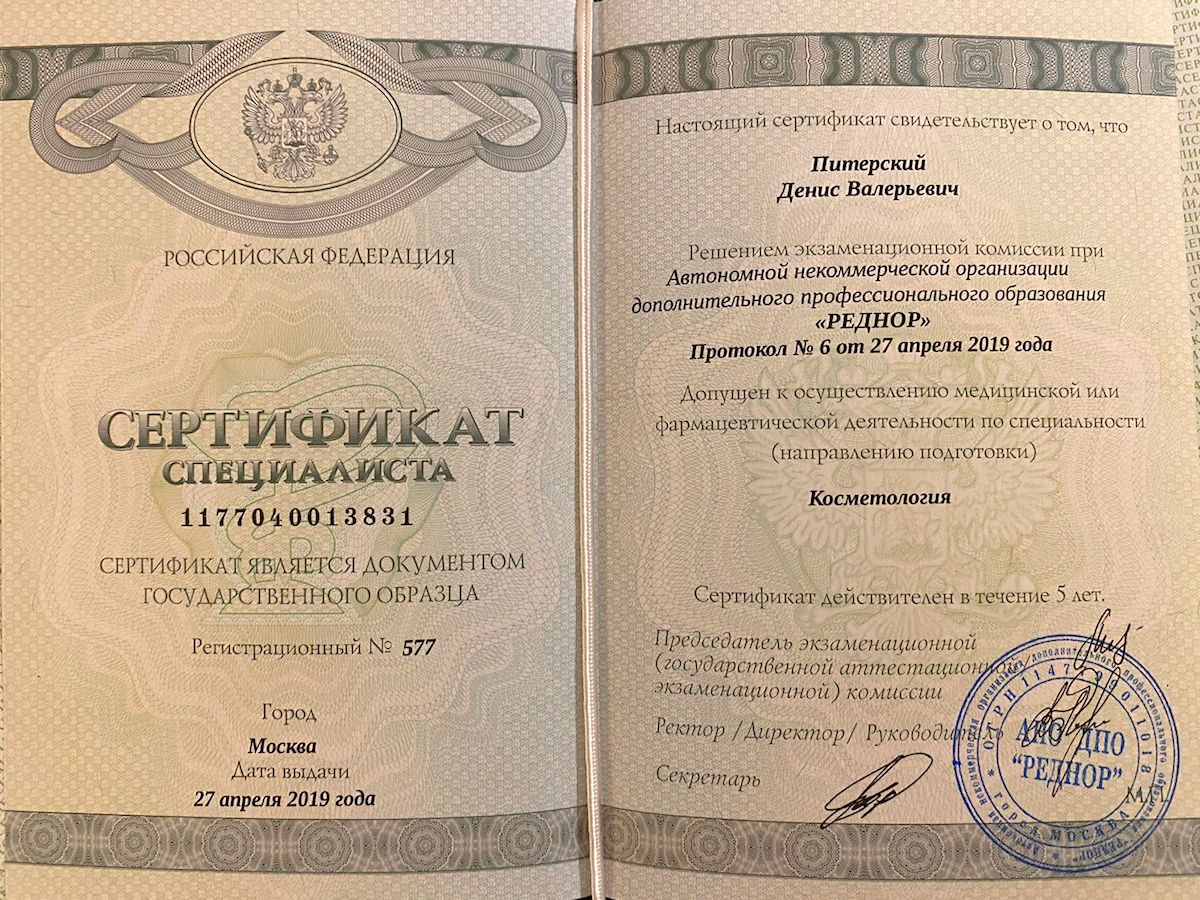 РОССИЙСКАЯ ФЕДЕРАЦИЯ
СЕРТИФИКАТ
СПЕЦИАЛИСТА
1177040013831
СЕРТИФИКАТ ЯВЛЯЕТСЯ ДОКУМЕНТОМ
ГОСУДАРСТВЕННОГО ОБРАЗЦА
Регистрационный № 577
Город
Москва
Дата выдачи
27 апреля 2019 года
Настоящий сертификат свидетельствует о том, что
Питерский
Денис Валерьевич
Решением экзаменационной комиссии при
Автономной некоммерческой организации
дополнительного профессионального образования
«РЕДНОР»
Протокол № 6 от 27 апреля 2019 года
Допущен к осуществлению медицинской или
фармацевтической деятельности по специальности
(направлению подготовки)
Косметология
Сертификат действителен в течение 5 лет.
Председатель экзаменационной
(государственной аттестационной
экзаменационной) комиссии
Ректор /Директор/ Руководитель
Секретарь
М.П.
АНО ДПО
"РЕДНОР"
ГОРОД МОСКВА